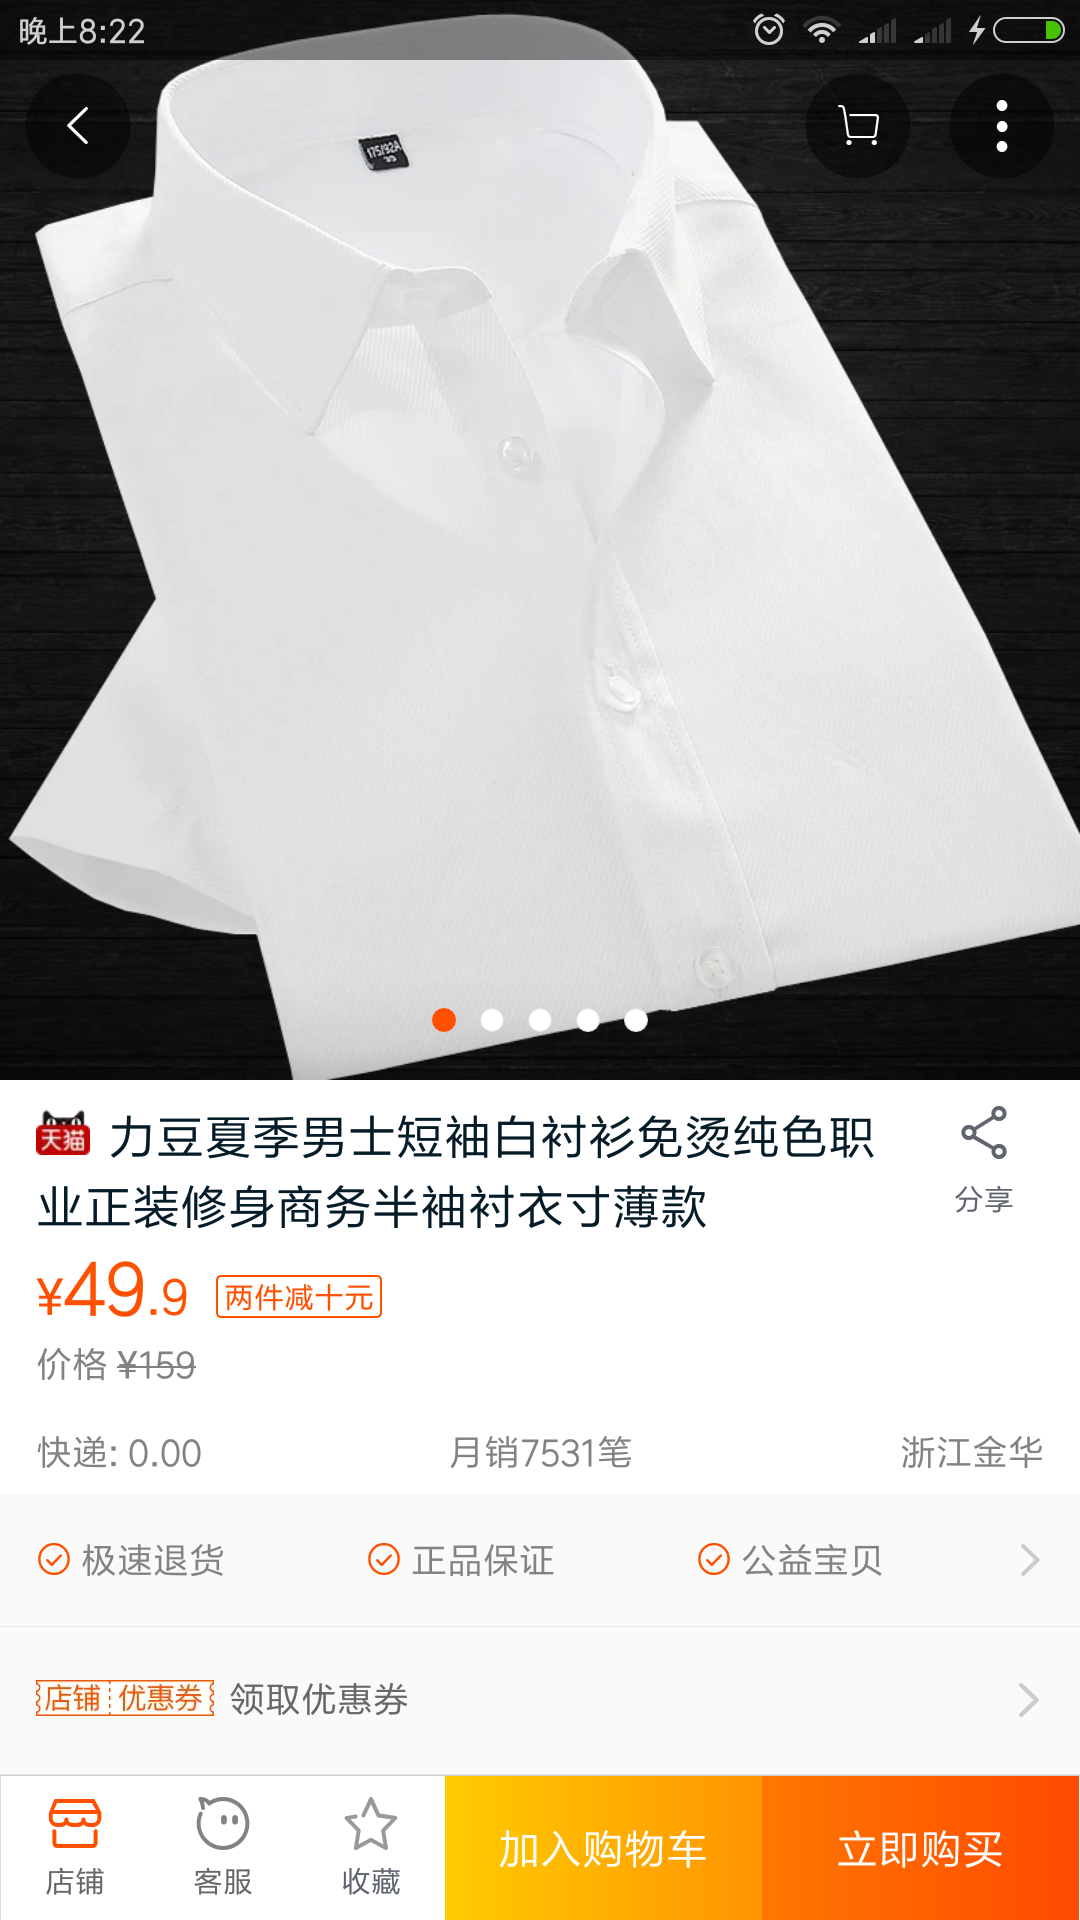 晚上8:22
175/92A
天猫 力豆夏季男士短袖白衬衫免烫纯色职
业正装修身商务半袖衬衣寸薄款
分享
¥49.9 两件减十元
价格 ¥159
快递: 0.00 月销7531笔 浙江金华
极速退货 正品保证 公益宝贝
店铺 优惠券 领取优惠券
店铺 客服 收藏 加入购物车 立即购买